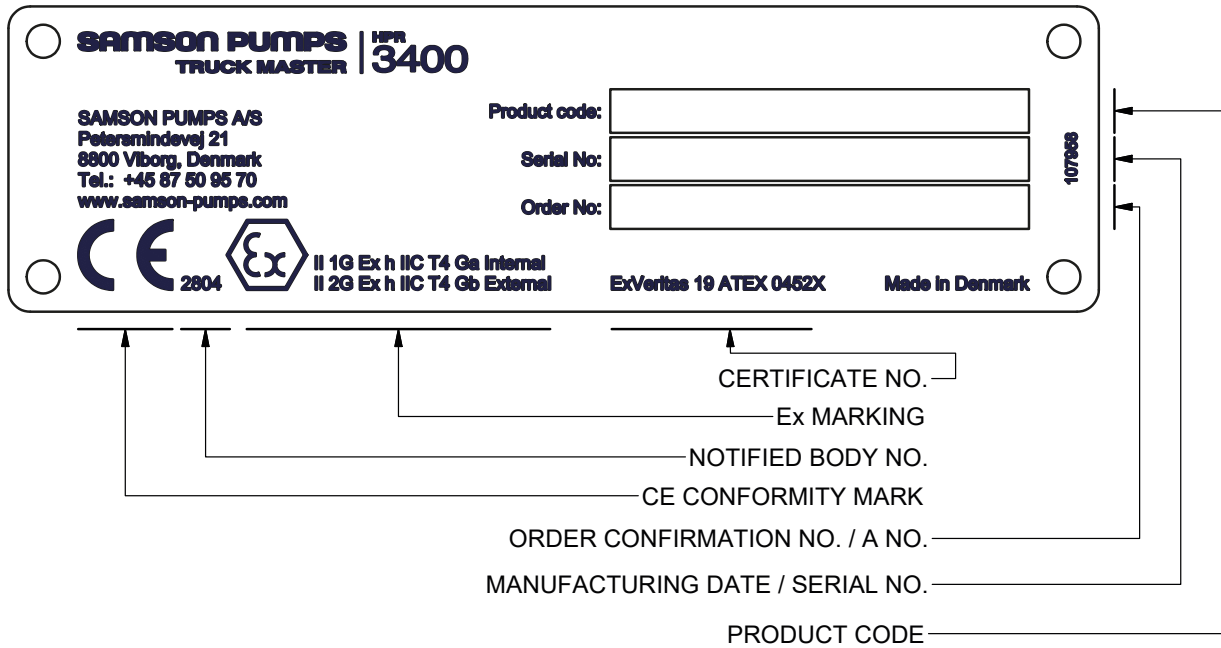 SAMSON PUMPS
TRUCK MASTER
HPR
3400
SAMSON PUMPS A/S
Petersmindevej 21
8800 Viborg, Denmark
Tel.: +45 87 50 95 70
www.samson-pumps.com
Product code:
Serial No:
Order No:
107958
CE 2804
Ex
II 1G Ex h IIC T4 Ga Internal
II 2G Ex h IIC T4 Gb External
ExVeritas 19 ATEX 0452X
Made in Denmark
CERTIFICATE NO.
Ex MARKING
NOTIFIED BODY NO.
CE CONFORMITY MARK
ORDER CONFIRMATION NO. / A NO.
MANUFACTURING DATE / SERIAL NO.
PRODUCT CODE